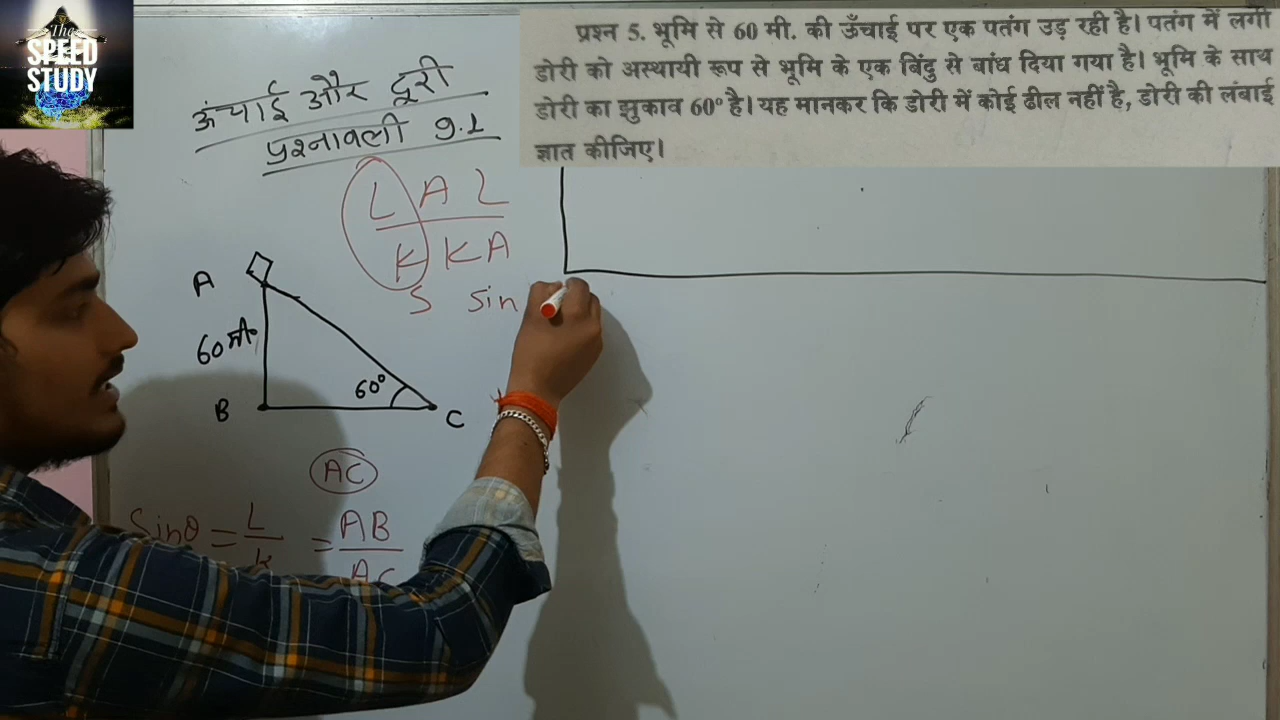 The
SPEED
STUDY
प्रश्न 5. भूमि से 60 मी. की ऊँचाई पर एक पतंग उड़ रही है। पतंग में लगी
डोरी को अस्थायी रूप से भूमि के एक बिंदु से बांध दिया गया है। भूमि के साथ
डोरी का झुकाव 60° है। यह मानकर कि डोरी में कोई ढील नहीं है, डोरी की लंबाई
ज्ञात कीजिए।
ऊंचाई और दूरी
प्रश्नावली 9.1
L A L
K K A
S sin
A
60मी०
60°
B
C
AC
Sinθ = L/K = AB/AC